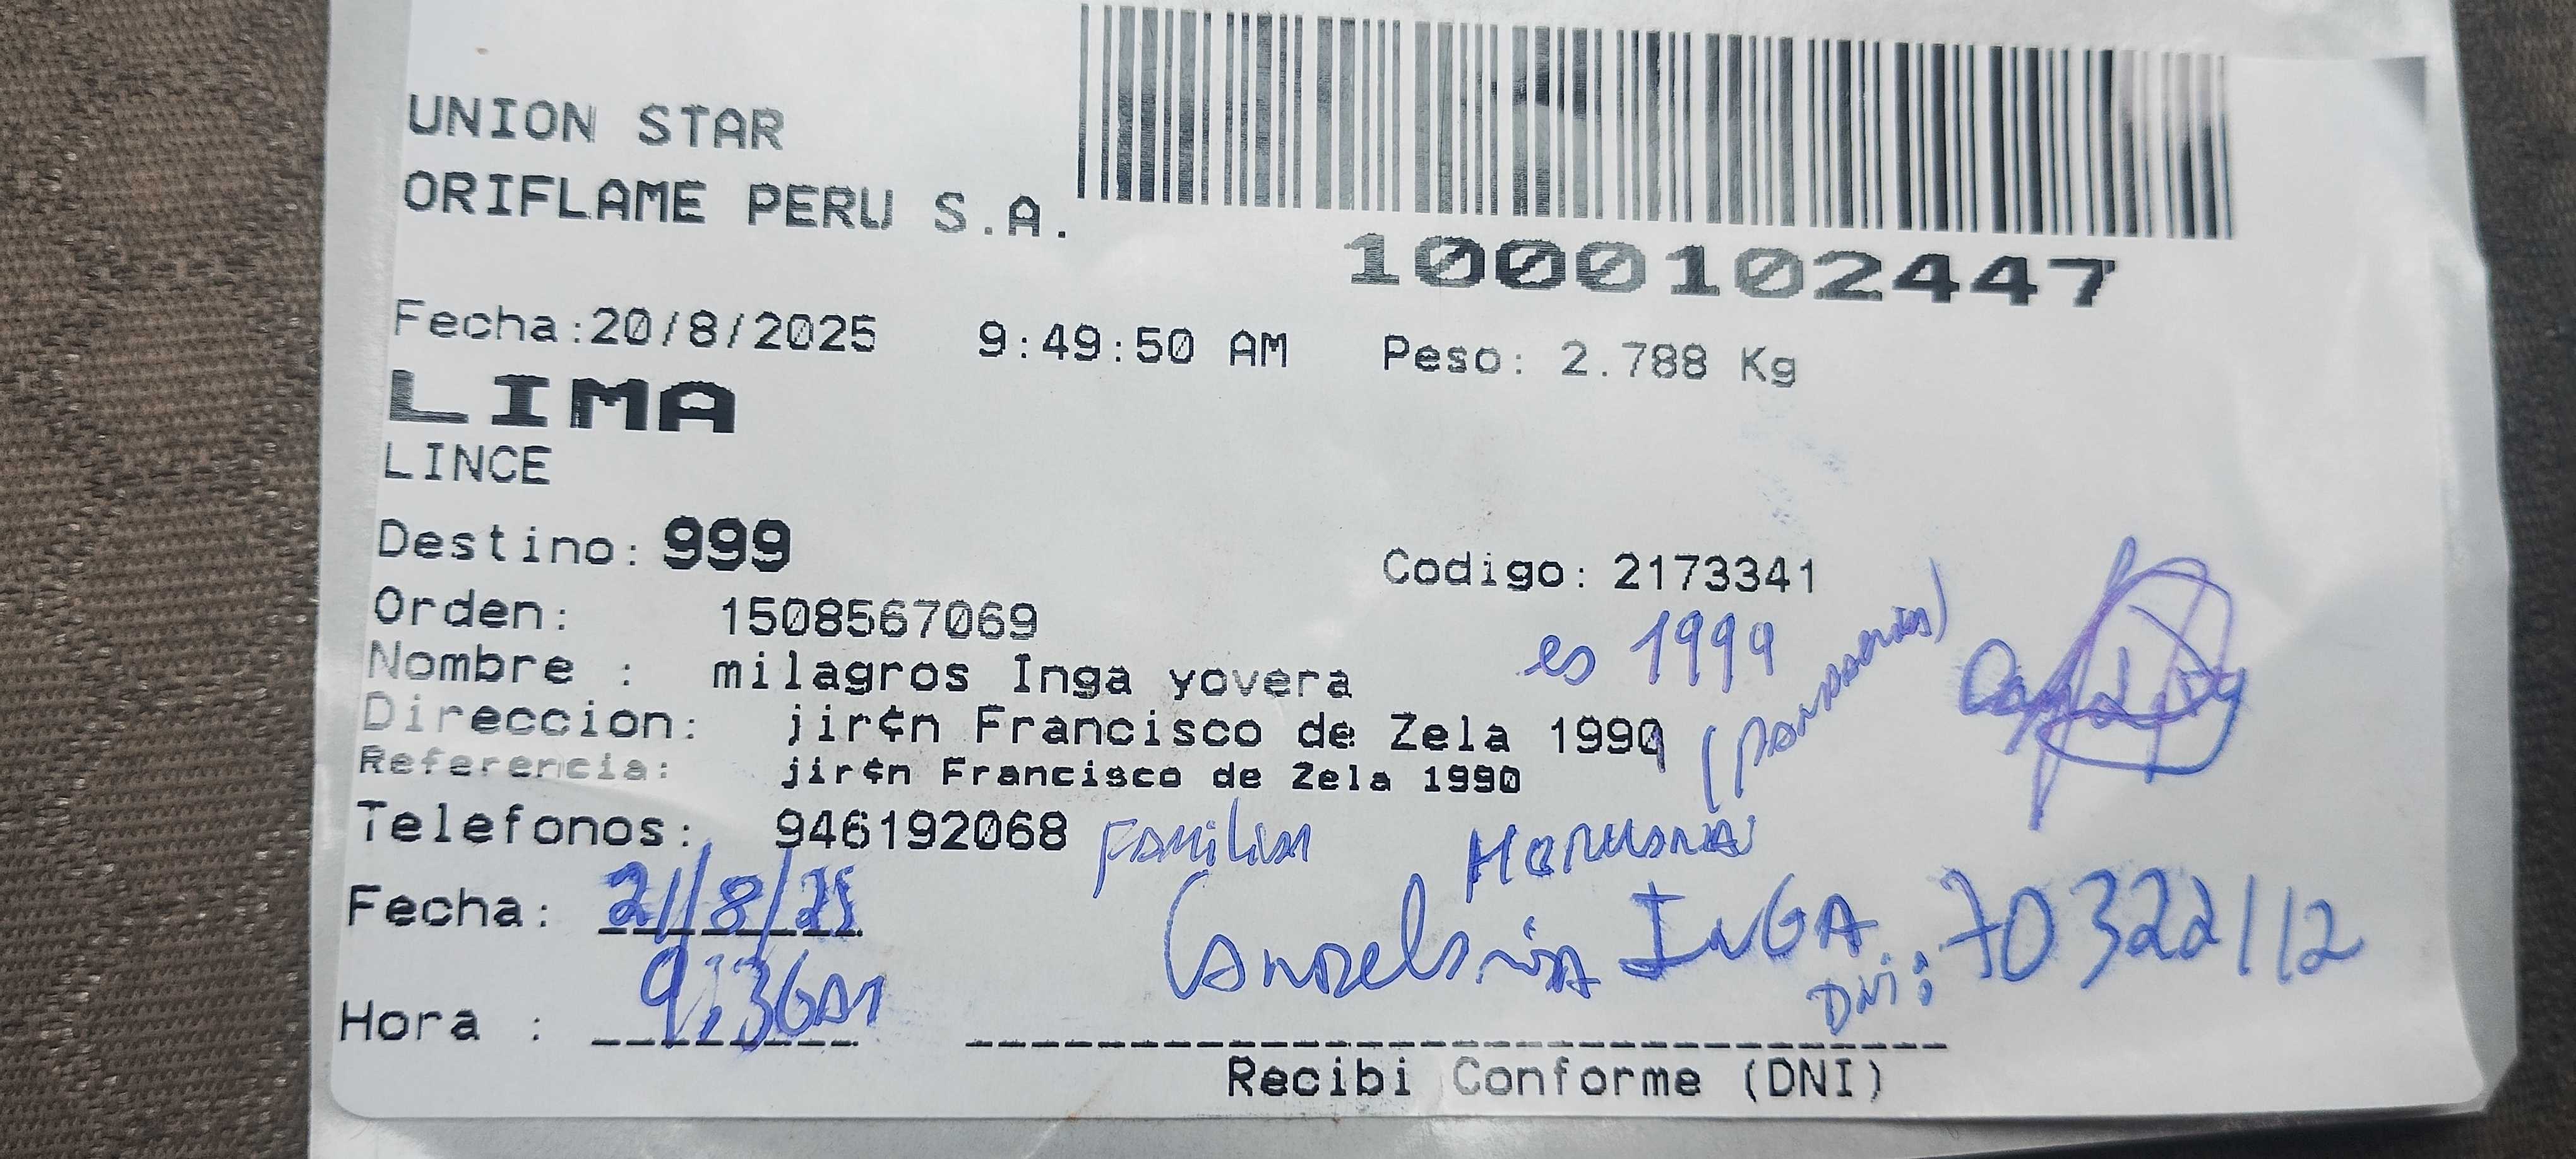 UNION STAR
ORIFLAME PERU S.A.
1000102447
Fecha:20/8/2025 9:49:50 AM Peso: 2.788 Kg
LIMA
LINCE
Destino: 999 Codigo: 2173341
Orden: 1508567069
es 1999
Nombre : milagros Inga yovera
Direccion: jir¢n Francisco de Zela 1990
Referencia: jir¢n Francisco de Zela 1990
Telefonos: 946192068 Familia Hermana
Fecha: 21/8/25
INGA DNI: 70322112
Hora : 9:36am
Recibi Conforme (DNI)